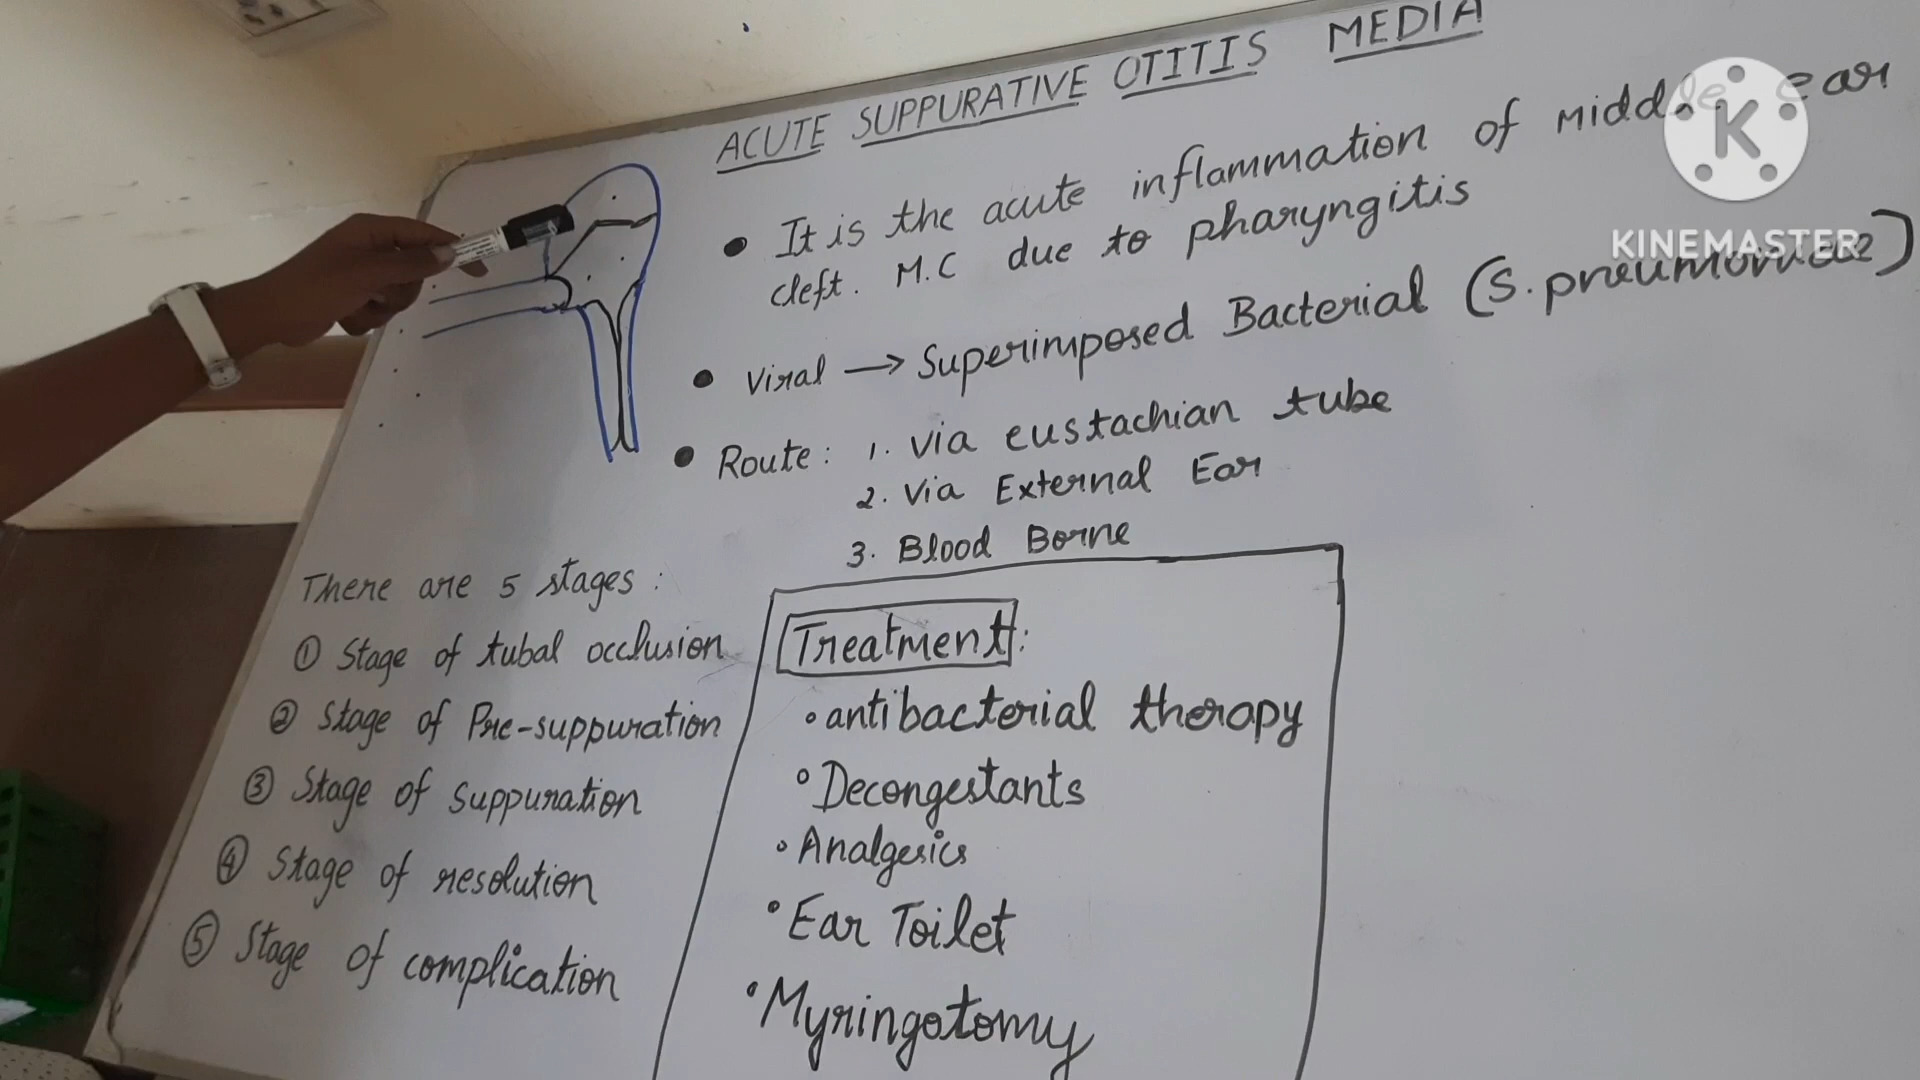 ACUTE SUPPURATIVE OTITIS MEDIA
• It is the acute inflammation of middle ear
cleft. M.C due to pharyngitis
• Viral → Superimposed Bacterial (S. pneumoniae)
• Route: 1. via eustachian tube
2. via External Ear
3. Blood Borne
There are 5 stages:
① Stage of tubal occlusion
② Stage of Pre-suppuration
③ Stage of suppuration
④ Stage of resolution
⑤ Stage of complication
Treatment:
• antibacterial therapy
• Decongestants
• Analgesics
• Ear Toilet
• Myringotomy
K
KINEMASTER